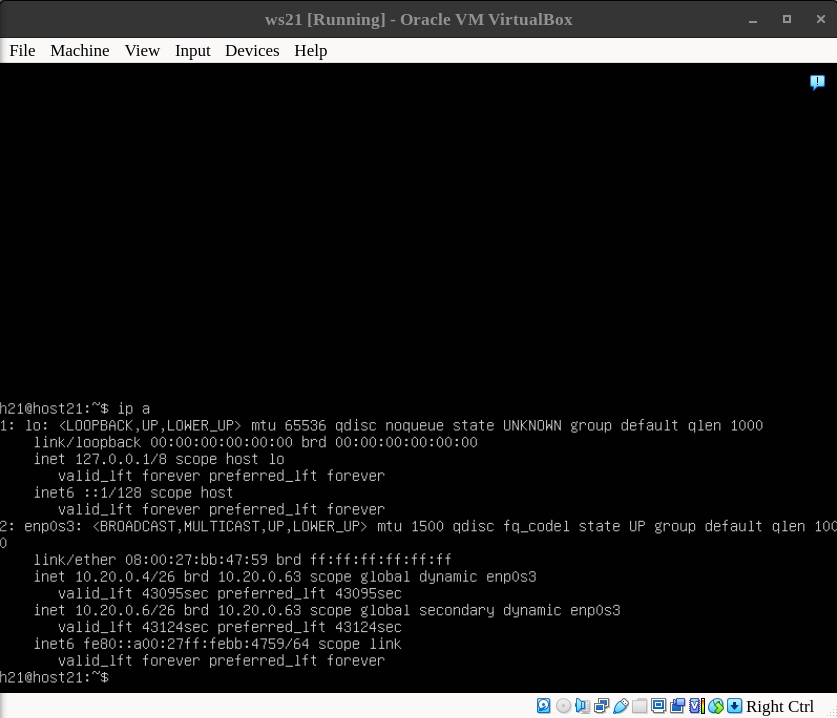 ws21 [Running] - Oracle VM VirtualBox
File Machine View Input Devices Help
h21@host21:~$ ip a
1: lo: <LOOPBACK,UP,LOWER_UP> mtu 65536 qdisc noqueue state UNKNOWN group default qlen 1000
    link/loopback 00:00:00:00:00:00 brd 00:00:00:00:00:00
    inet 127.0.0.1/8 scope host lo
       valid_lft forever preferred_lft forever
    inet6 ::1/128 scope host
       valid_lft forever preferred_lft forever
2: enp0s3: <BROADCAST,MULTICAST,UP,LOWER_UP> mtu 1500 qdisc fq_codel state UP group default qlen 100
0
    link/ether 08:00:27:bb:47:59 brd ff:ff:ff:ff:ff:ff
    inet 10.20.0.4/26 brd 10.20.0.63 scope global dynamic enp0s3
       valid_lft 43095sec preferred_lft 43095sec
    inet 10.20.0.6/26 brd 10.20.0.63 scope global secondary dynamic enp0s3
       valid_lft 43124sec preferred_lft 43124sec
    inet6 fe80::a00:27ff:febb:4759/64 scope link
       valid_lft forever preferred_lft forever
h21@host21:~$
Right Ctrl